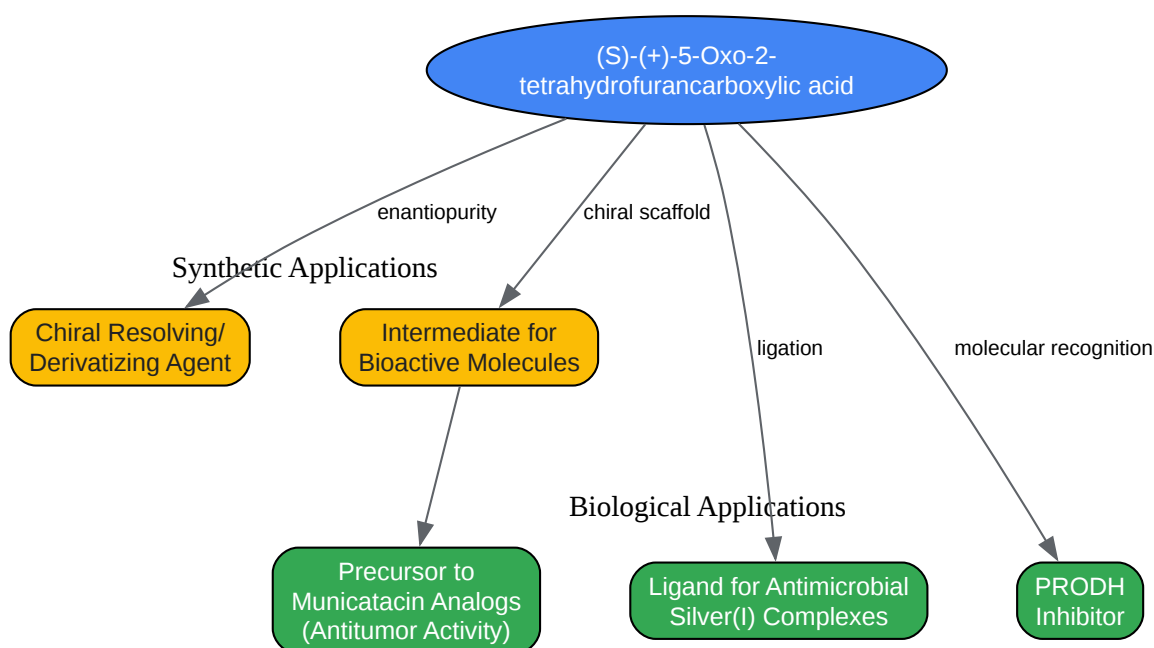 (S)-(+)-5-Oxo-2-
tetrahydrofurancarboxylic acid
enantiopurity
chiral scaffold
Synthetic Applications
Chiral Resolving/
Derivatizing Agent
Intermediate for
Bioactive Molecules
ligation
molecular recognition
Biological Applications
Precursor to
Municatacin Analogs
(Antitumor Activity)
Ligand for Antimicrobial
Silver(I) Complexes
PRODH
Inhibitor